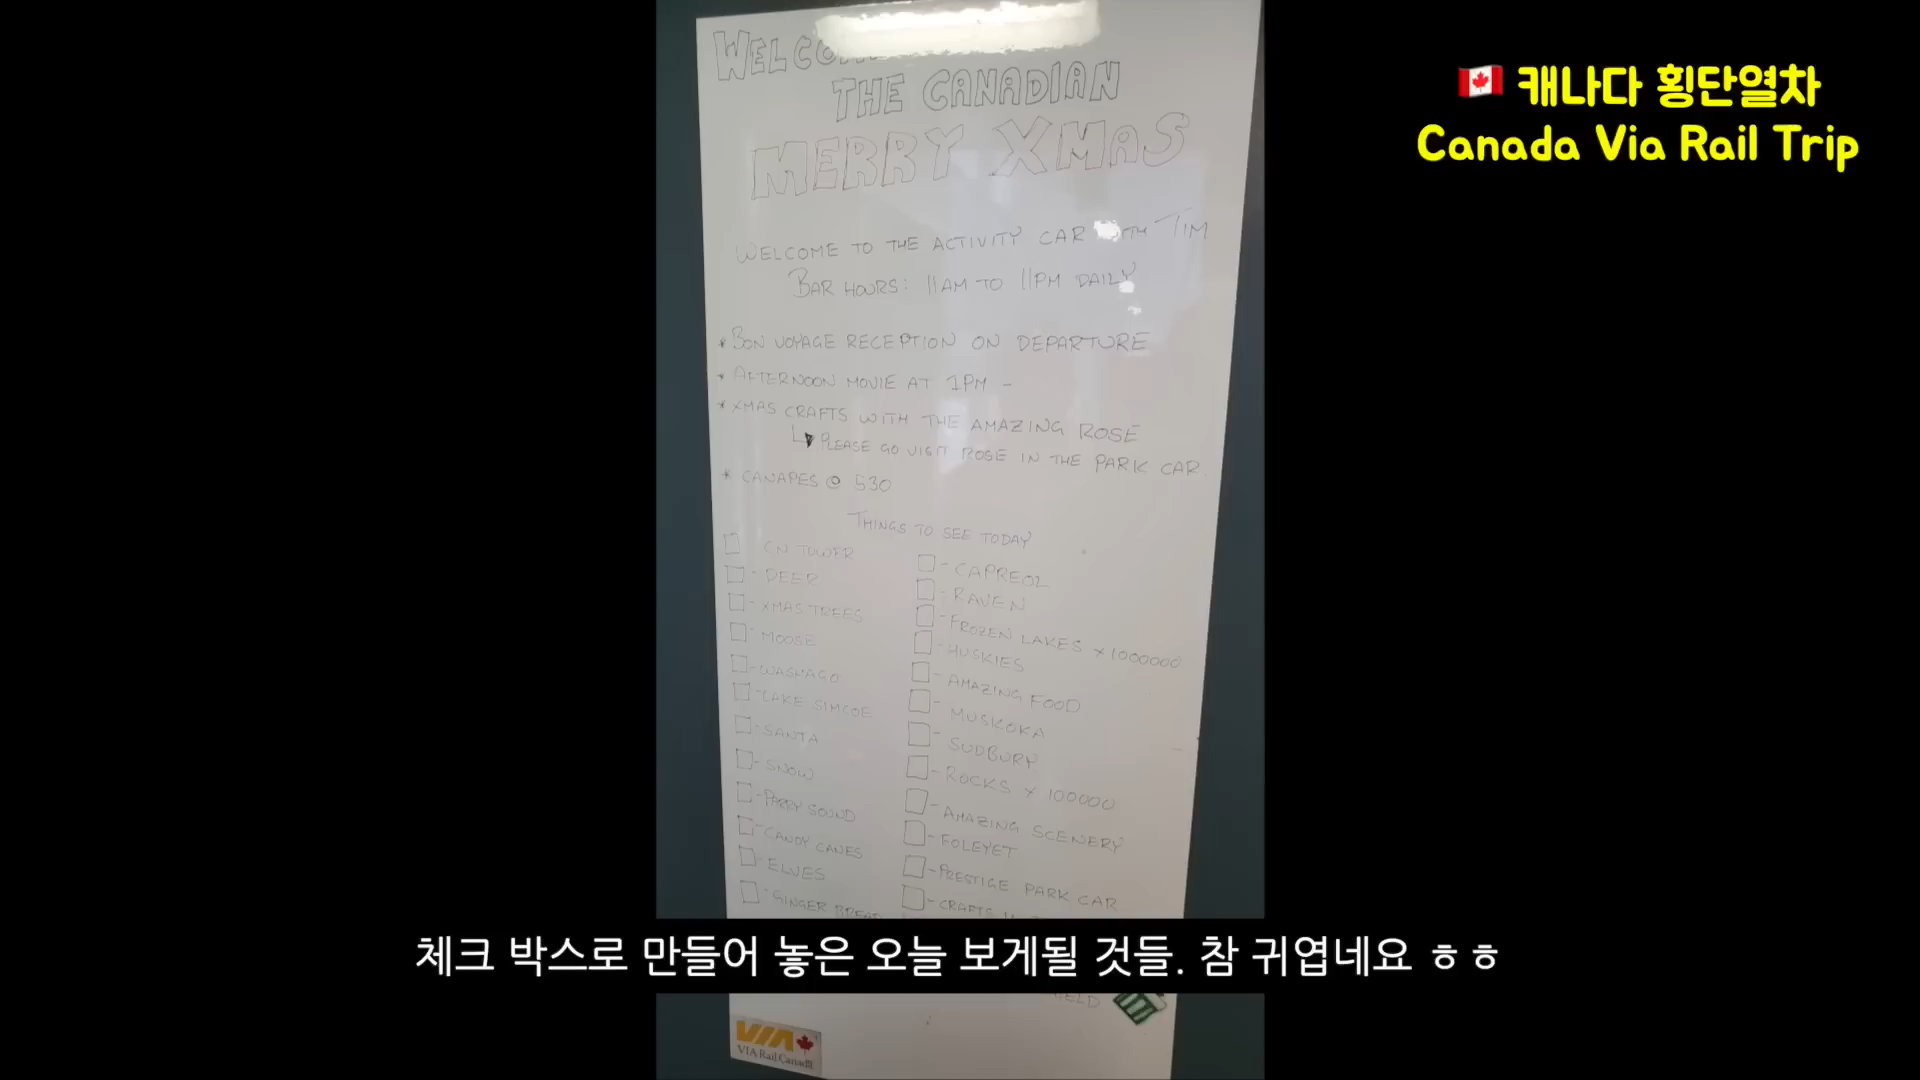 🇨🇦 캐나다 횡단열차
Canada Via Rail Trip
THE CANADIAN
MERRY XMAS
WELCOME TO THE ACTIVITY CAR WITH TIM
BAR HOURS: 11AM TO 11PM DAILY
* BON VOYAGE RECEPTION ON DEPARTURE
* AFTERNOON MOVIE AT 1PM -
* XMAS CRAFTS WITH THE AMAZING ROSE
PLEASE GO VISIT ROSE IN THE PARK CAR
* CANAPES @ 530
THINGS TO SEE TODAY
CN TOWER
- DEER
- XMAS TREES
- MOOSE
- WASHAGO
- LAKE SIMCOE
- SANTA
- SNOW
- PARRY SOUND
- CANDY CANES
- ELVES
- GINGER BREAD
- CAPREOL
- RAVEN
- FROZEN LAKES x 1000000
- HUSKIES
- AMAZING FOOD
- MUSKOKA
- SUDBURY
- ROCKS x 100000
- AMAZING SCENERY
- FOLEYET
- PRESTIGE PARK CAR
- CRAFTS
체크 박스로 만들어 놓은 오늘 보게될 것들. 참 귀엽네요 ㅎㅎ
VIA
VIA Rail Canada